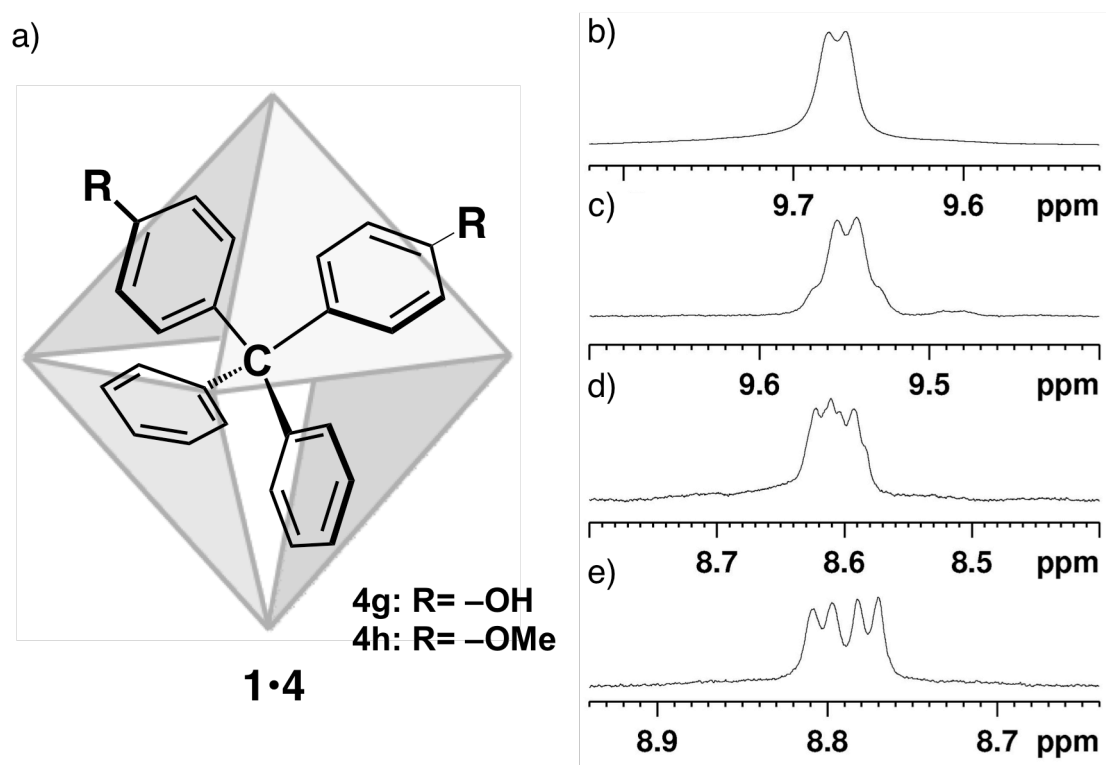 a)
R
R
C
4g: R= –OH
4h: R= –OMe
1•4
b)
9.7 9.6 ppm
c)
9.6 9.5 ppm
d)
8.7 8.6 8.5 ppm
e)
8.9 8.8 8.7 ppm